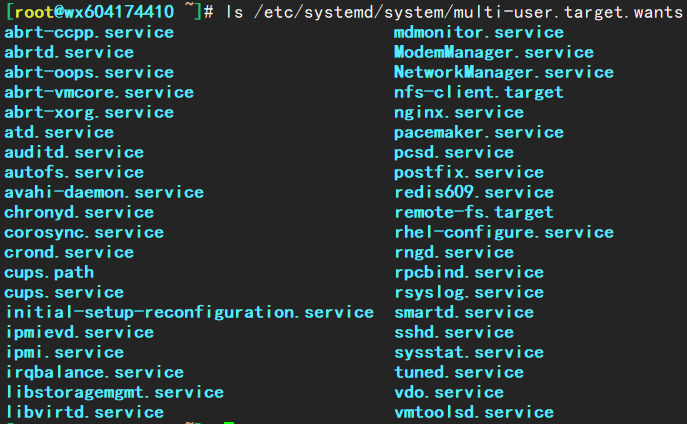 [root@wx604174410 ~]# ls /etc/systemd/system/multi-user.target.wants
abrt-ccpp.service mdmonitor.service
abrtd.service ModemManager.service
abrt-oops.service NetworkManager.service
abrt-vmcore.service nfs-client.target
abrt-xorg.service nginx.service
atd.service pacemaker.service
auditd.service pcsd.service
autofs.service postfix.service
avahi-daemon.service redis609.service
chronyd.service remote-fs.target
corosync.service rhel-configure.service
crond.service rngd.service
cups.path rpcbind.service
cups.service rsyslog.service
initial-setup-reconfiguration.service smartd.service
ipmievd.service sshd.service
ipmi.service sysstat.service
irqbalance.service tuned.service
libstoragemgmt.service vdo.service
libvirtd.service vmtoolsd.service